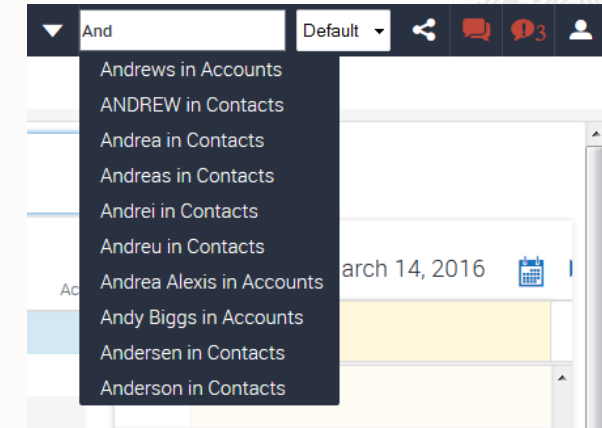 And
Default
3
Andrews in Accounts
ANDREW in Contacts
Andrea in Contacts
Andreas in Contacts
Andrei in Contacts
Andreu in Contacts
arch 14, 2016
Ac
Andrea Alexis in Accounts
Andy Biggs in Accounts
Andersen in Contacts
Anderson in Contacts